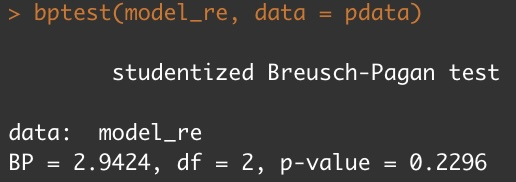 > bptest(model_re, data = pdata)
studentized Breusch-Pagan test
data:  model_re
BP = 2.9424, df = 2, p-value = 0.2296